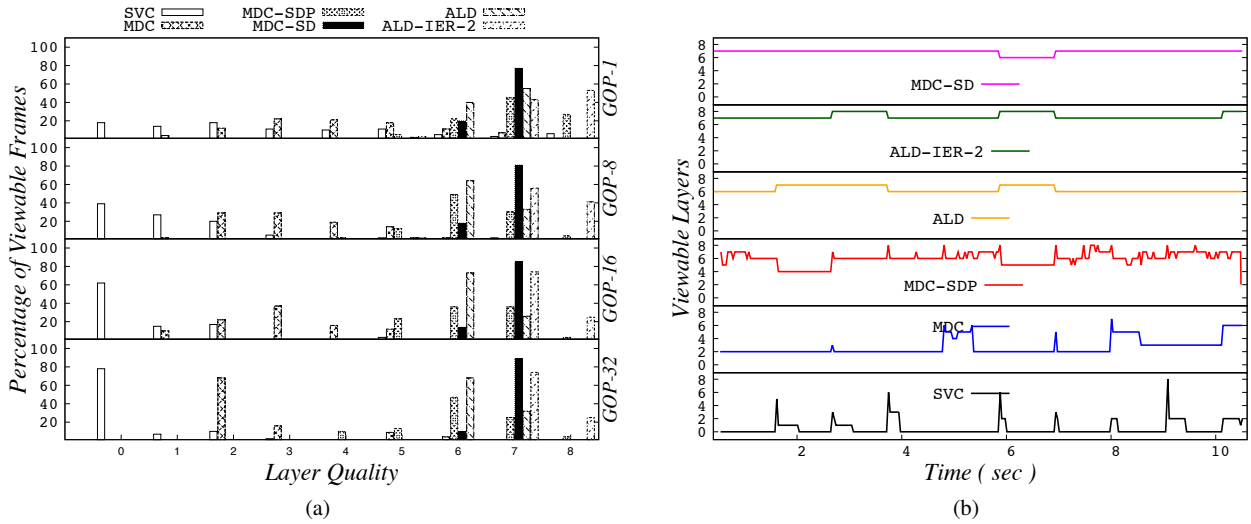 SVC MDC-SDP ALD
MDC MDC-SD ALD-IER-2
Percentage of Viewable Frames
100
80
60
40
20
GOP-1
100
80
60
40
20
GOP-8
100
80
60
40
20
GOP-16
100
80
60
40
20
GOP-32
0 1 2 3 4 5 6 7 8
Layer Quality
(a)
Viewable Layers
8
6
4
2
0
MDC-SD
8
6
4
2
0
ALD-IER-2
8
6
4
2
0
ALD
8
6
4
2
0
MDC-SDP
8
6
4
2
0
MDC
8
6
4
2
0
SVC
2 4 6 8 10
Time ( sec )
(b)